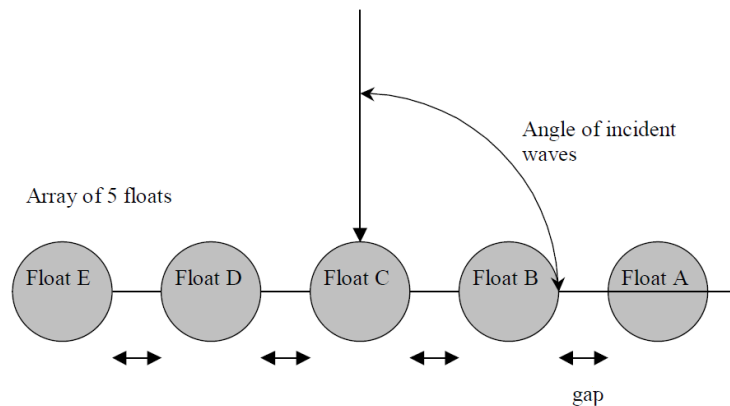 Angle of incident
waves
Array of 5 floats
Float E
Float D
Float C
Float B
Float A
gap